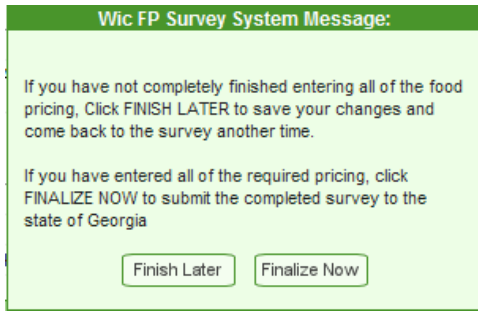 Wic FP Survey System Message:
If you have not completely finished entering all of the food
pricing, Click FINISH LATER to save your changes and
come back to the survey another time.
If you have entered all of the required pricing, click
FINALIZE NOW to submit the completed survey to the
state of Georgia
Finish Later
Finalize Now